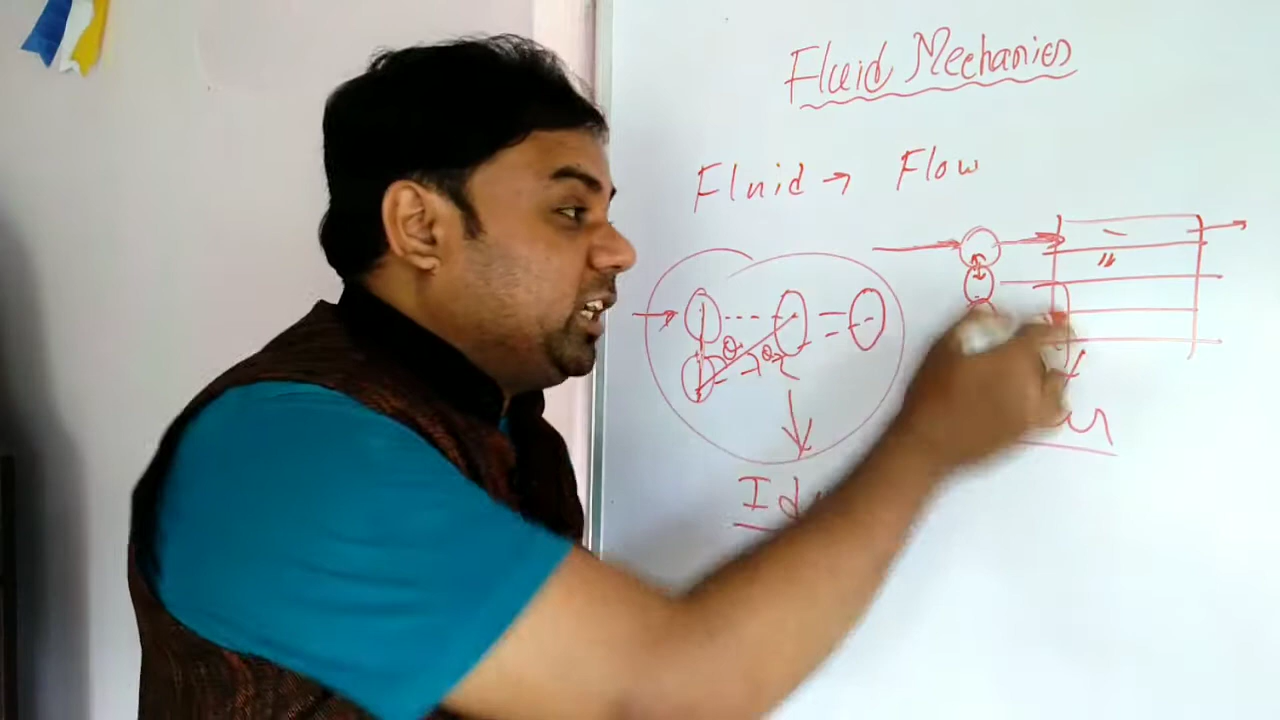 Fluid Mechanics
Fluid → Flow
θ θ